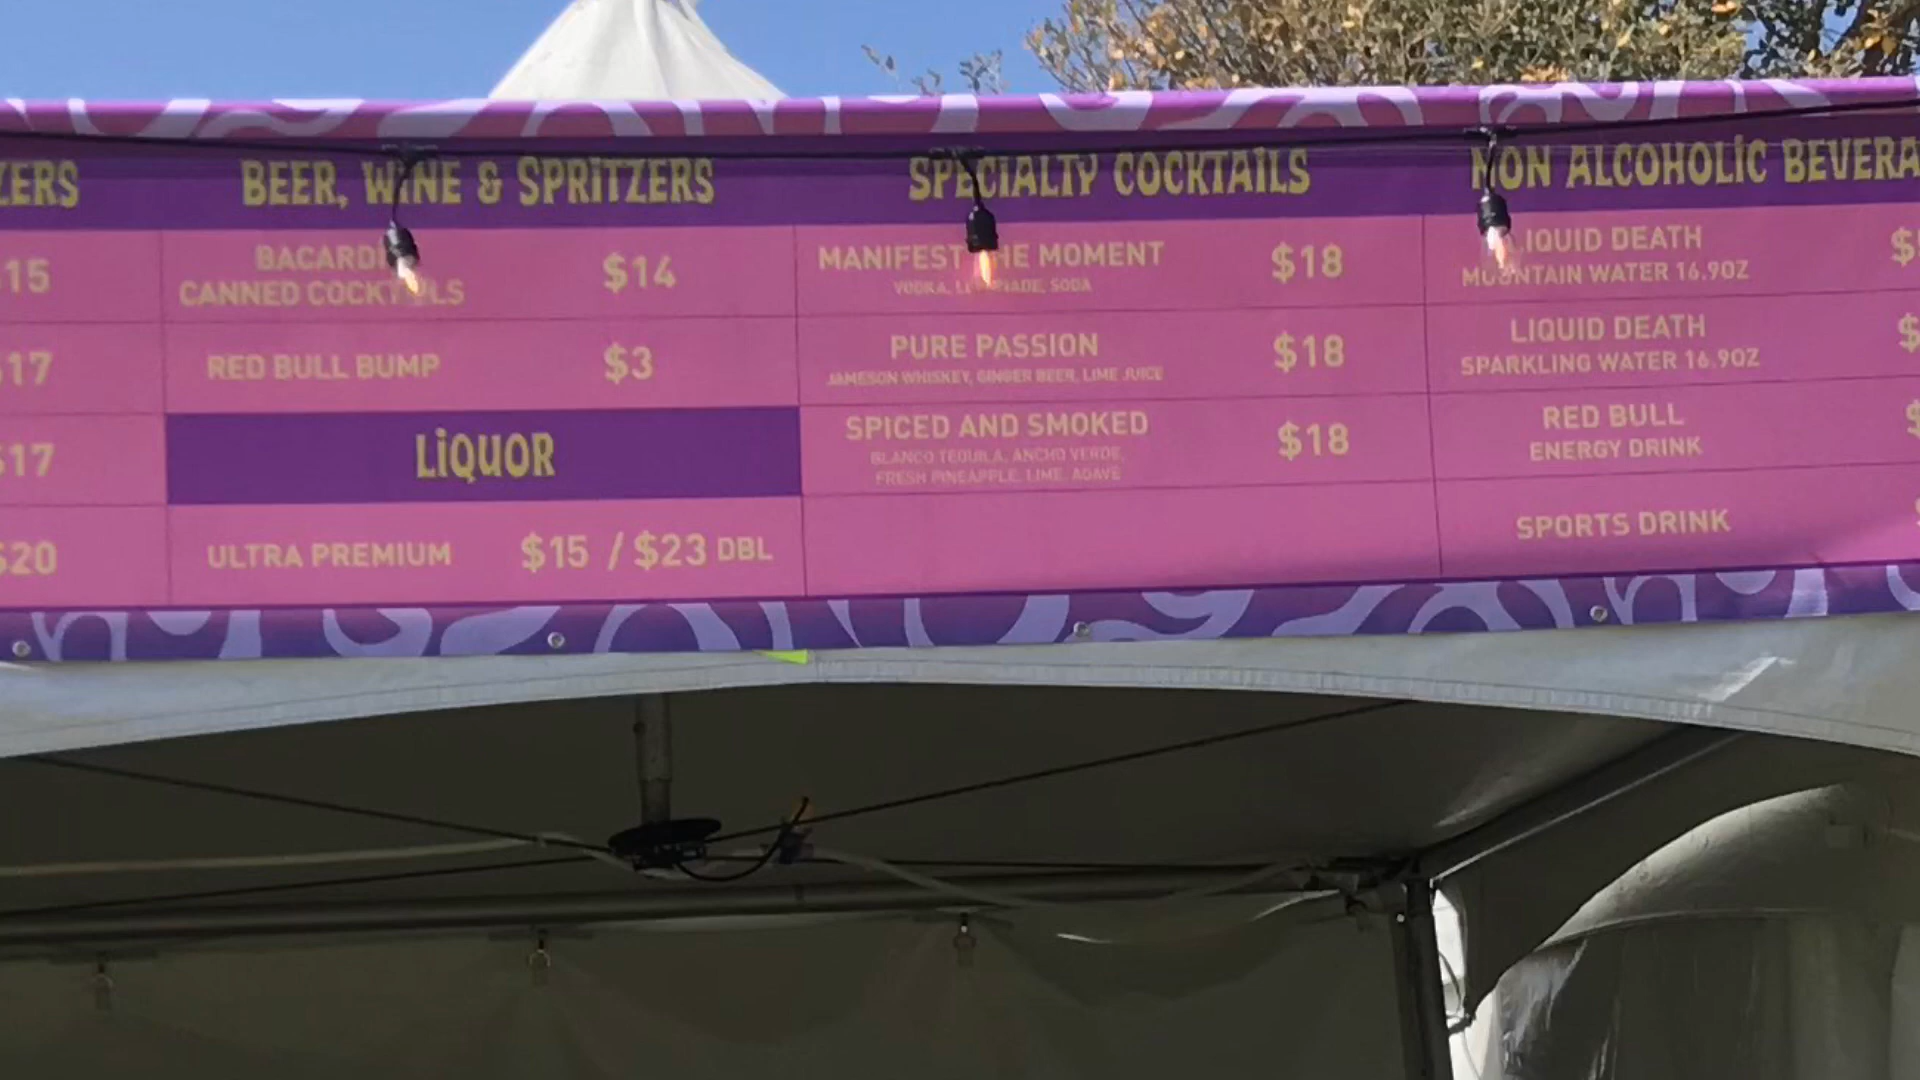 ZERS
15
17
$17
$20
BEER, WINE & SPRITZERS
BACARDI
CANNED COCKTAILS $14
RED BULL BUMP $3
LIQUOR
ULTRA PREMIUM $15 / $23 DBL
SPECIALTY COCKTAILS
MANIFEST THE MOMENT $18
VODKA, LEMONADE, SODA
PURE PASSION $18
JAMESON WHISKEY, GINGER BEER, LIME JUICE
SPICED AND SMOKED $18
BLANCO TEQUILA, ANCHO VERDE,
FRESH PINEAPPLE, LIME, AGAVE
NON ALCOHOLIC BEVERA
LIQUID DEATH
MOUNTAIN WATER 16.9OZ $
LIQUID DEATH
SPARKLING WATER 16.9OZ $
RED BULL
ENERGY DRINK $
SPORTS DRINK